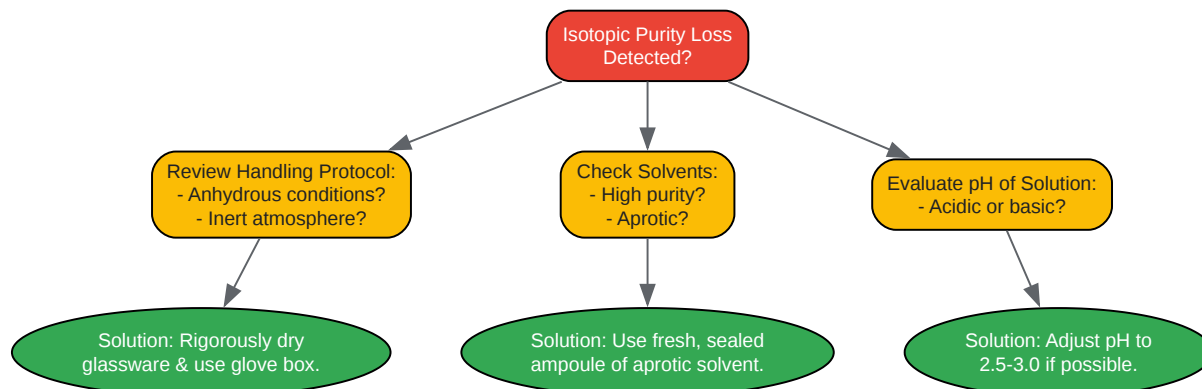 Isotopic Purity Loss
Detected?
Review Handling Protocol:
- Anhydrous conditions?
- Inert atmosphere?
Check Solvents:
- High purity?
- Aprotic?
Evaluate pH of Solution:
- Acidic or basic?
Solution: Rigorously dry
glassware & use glove box.
Solution: Use fresh, sealed
ampoule of aprotic solvent.
Solution: Adjust pH to
2.5-3.0 if possible.